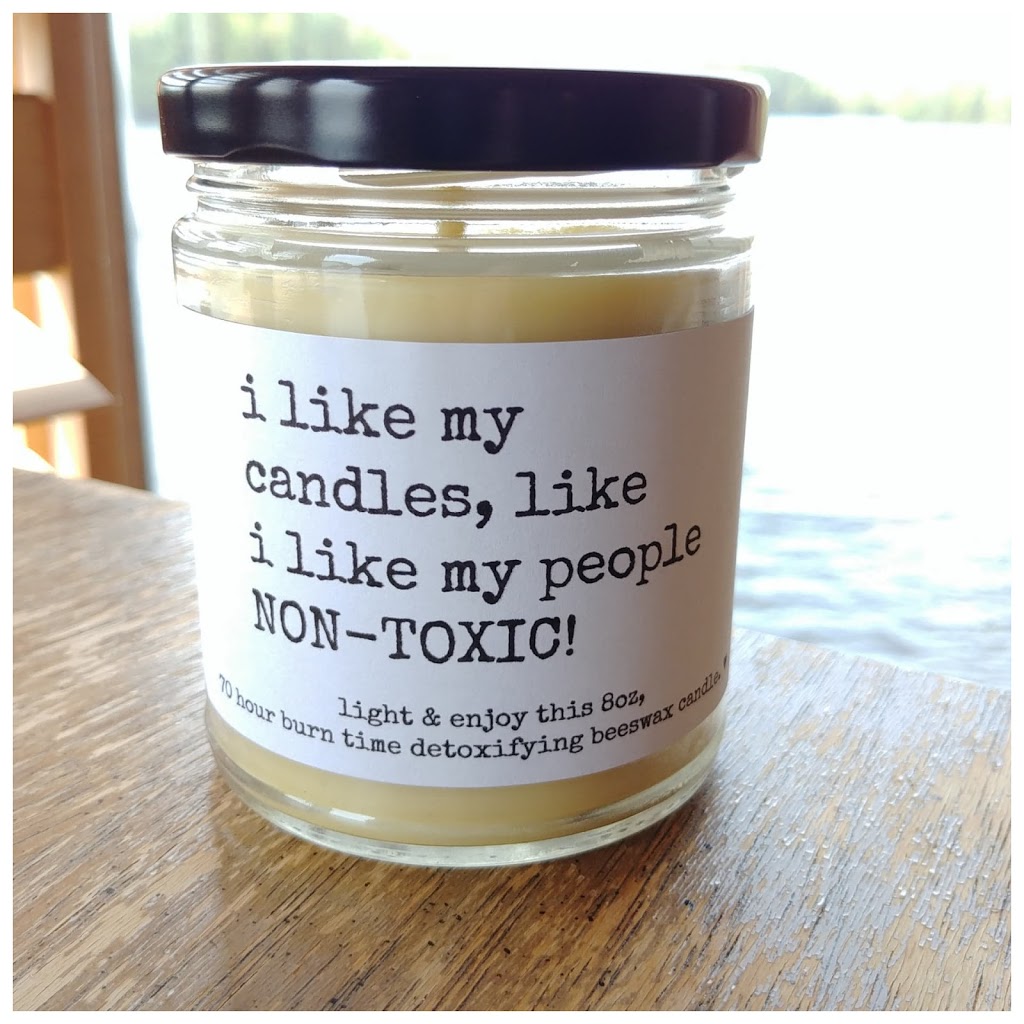 i like my
candles, like
i like my people
NON-TOXIC!
light & enjoy this 8oz,
70 hour burn time detoxifying beeswax candle.